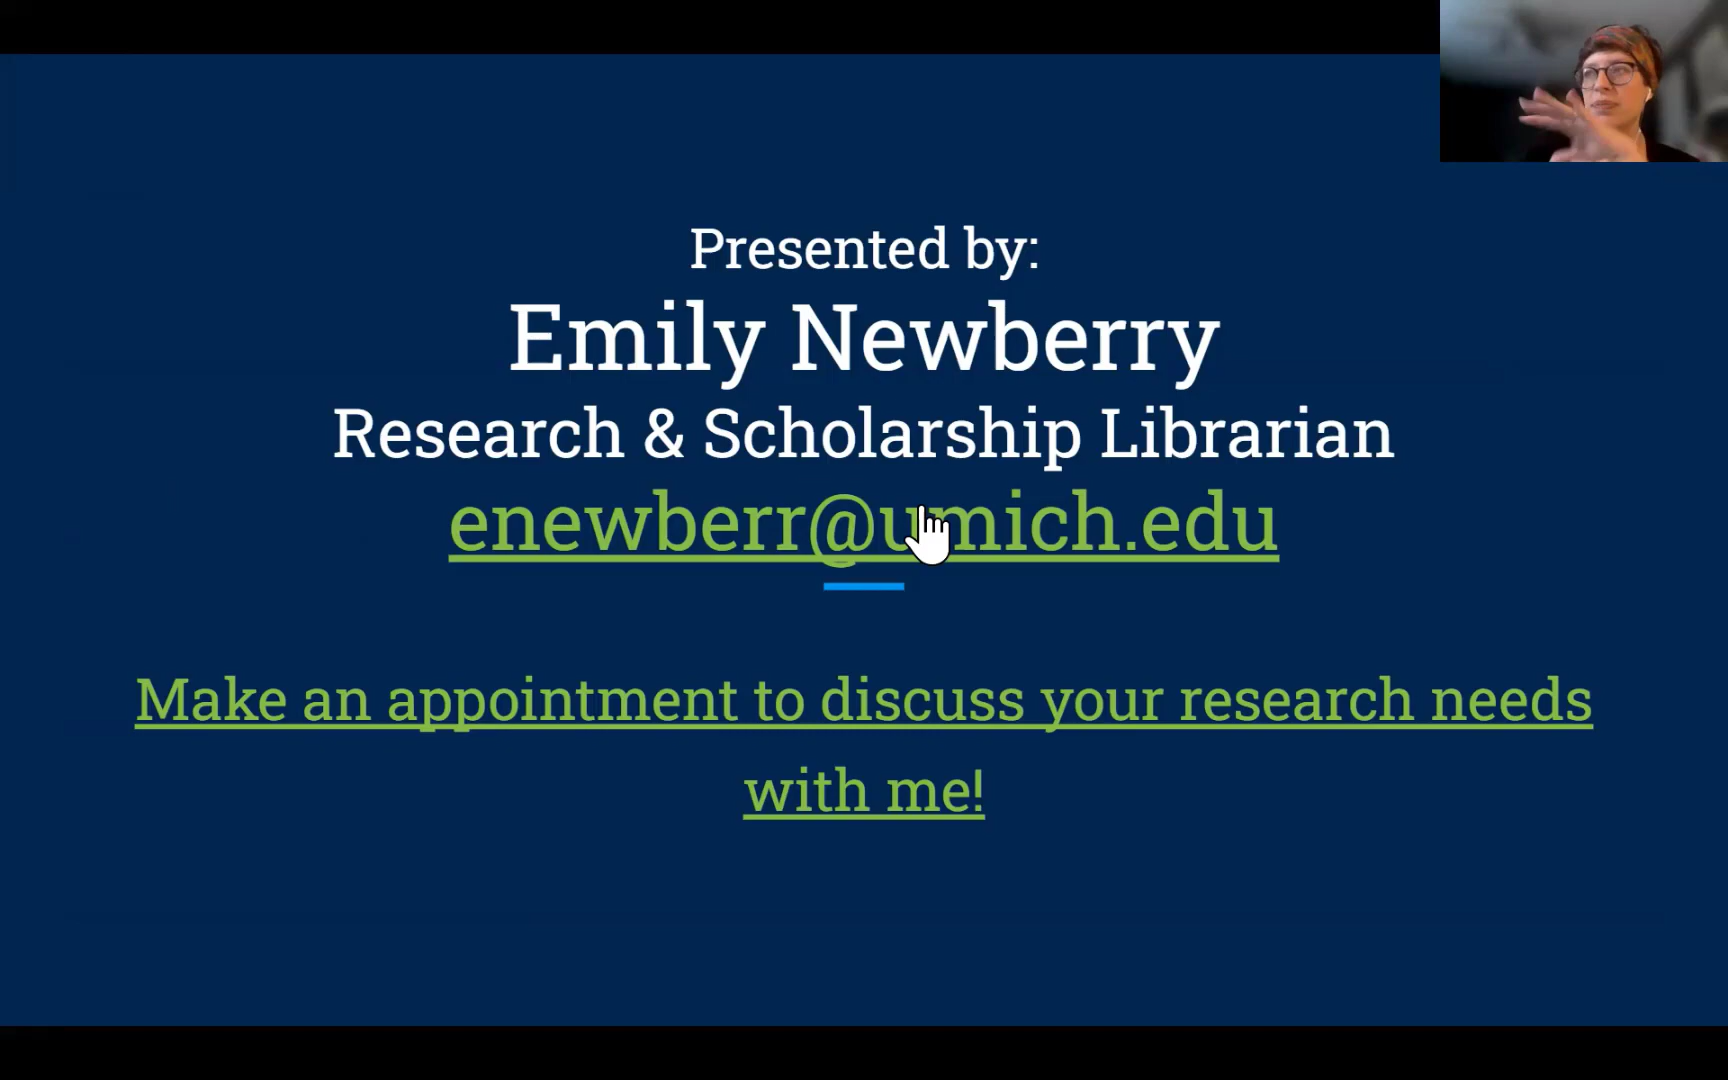 Presented by:
Emily Newberry
Research & Scholarship Librarian
enewberr@umich.edu
Make an appointment to discuss your research needs
with me!